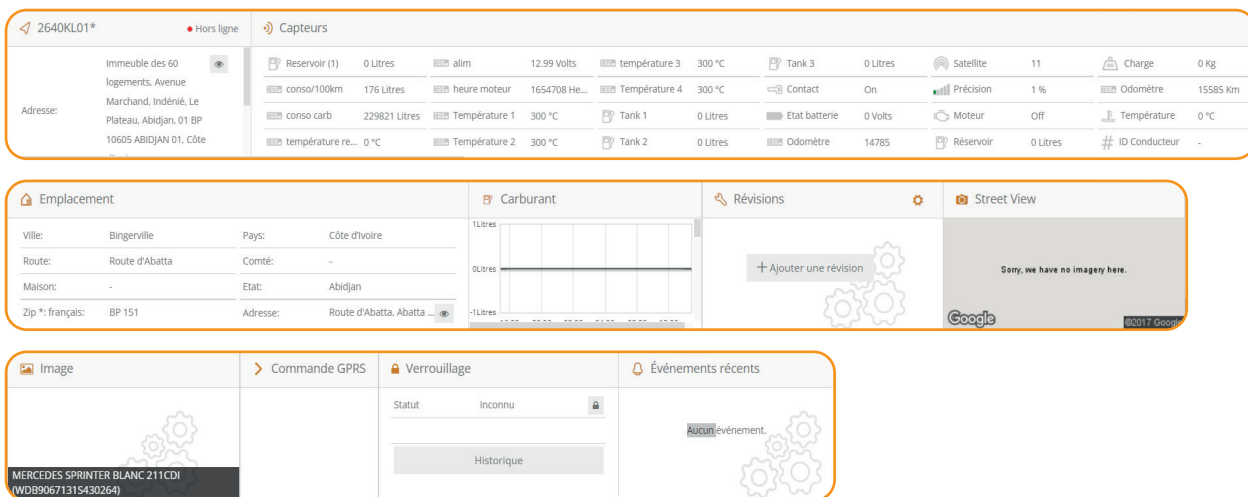 2640KL01*
Hors ligne
Capteurs
Adresse:
Immeuble des 60
logements, Avenue
Marchand, Indénié, Le
Plateau, Abidjan, 01 BP
10605 ABIDJAN 01, Côte
Reservoir (1) 0 Litres alim 12.99 Volts température 3 300 °C Tank 3 0 Litres Satellite 11 Charge 0 Kg
conso/100km 176 Litres heure moteur 1654708 He... Température 4 300 °C Contact On Précision 1 % Odomètre 15585 Km
conso carb 229821 Litres Température 1 300 °C Tank 1 0 Litres Etat batterie 0 Volts Moteur Off Température 0 °C
température re... 0 °C Température 2 300 °C Tank 2 0 Litres Odomètre 14785 Réservoir 0 Litres ID Conducteur -
Emplacement
Ville: Bingerville Pays: Côte d'Ivoire
Route: Route d'Abatta Comté: -
Maison: - Etat: Abidjan
Zip *: français: BP 151 Adresse: Route d'Abatta, Abatta ...
Carburant
1Litres
0Litres
-1Litres
Révisions
+ Ajouter une révision
Street View
Sorry, we have no imagery here.
Google
©2017 Google
Image
MERCEDES SPRINTER BLANC 211CDI
(WDB9067131S430264)
Commande GPRS
Verrouillage
Statut Inconnu
Historique
Événements récents
Aucun événement.